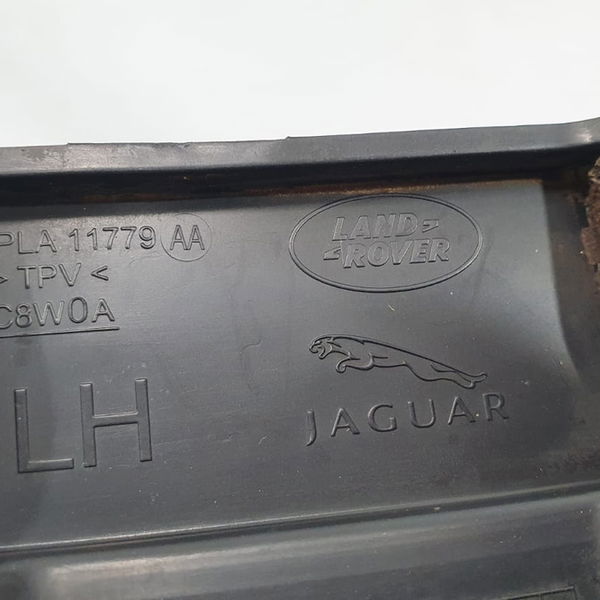 PLA 11779 AA
> TPV <
C8W0A
LH
LAND
ROVER
JAGUAR